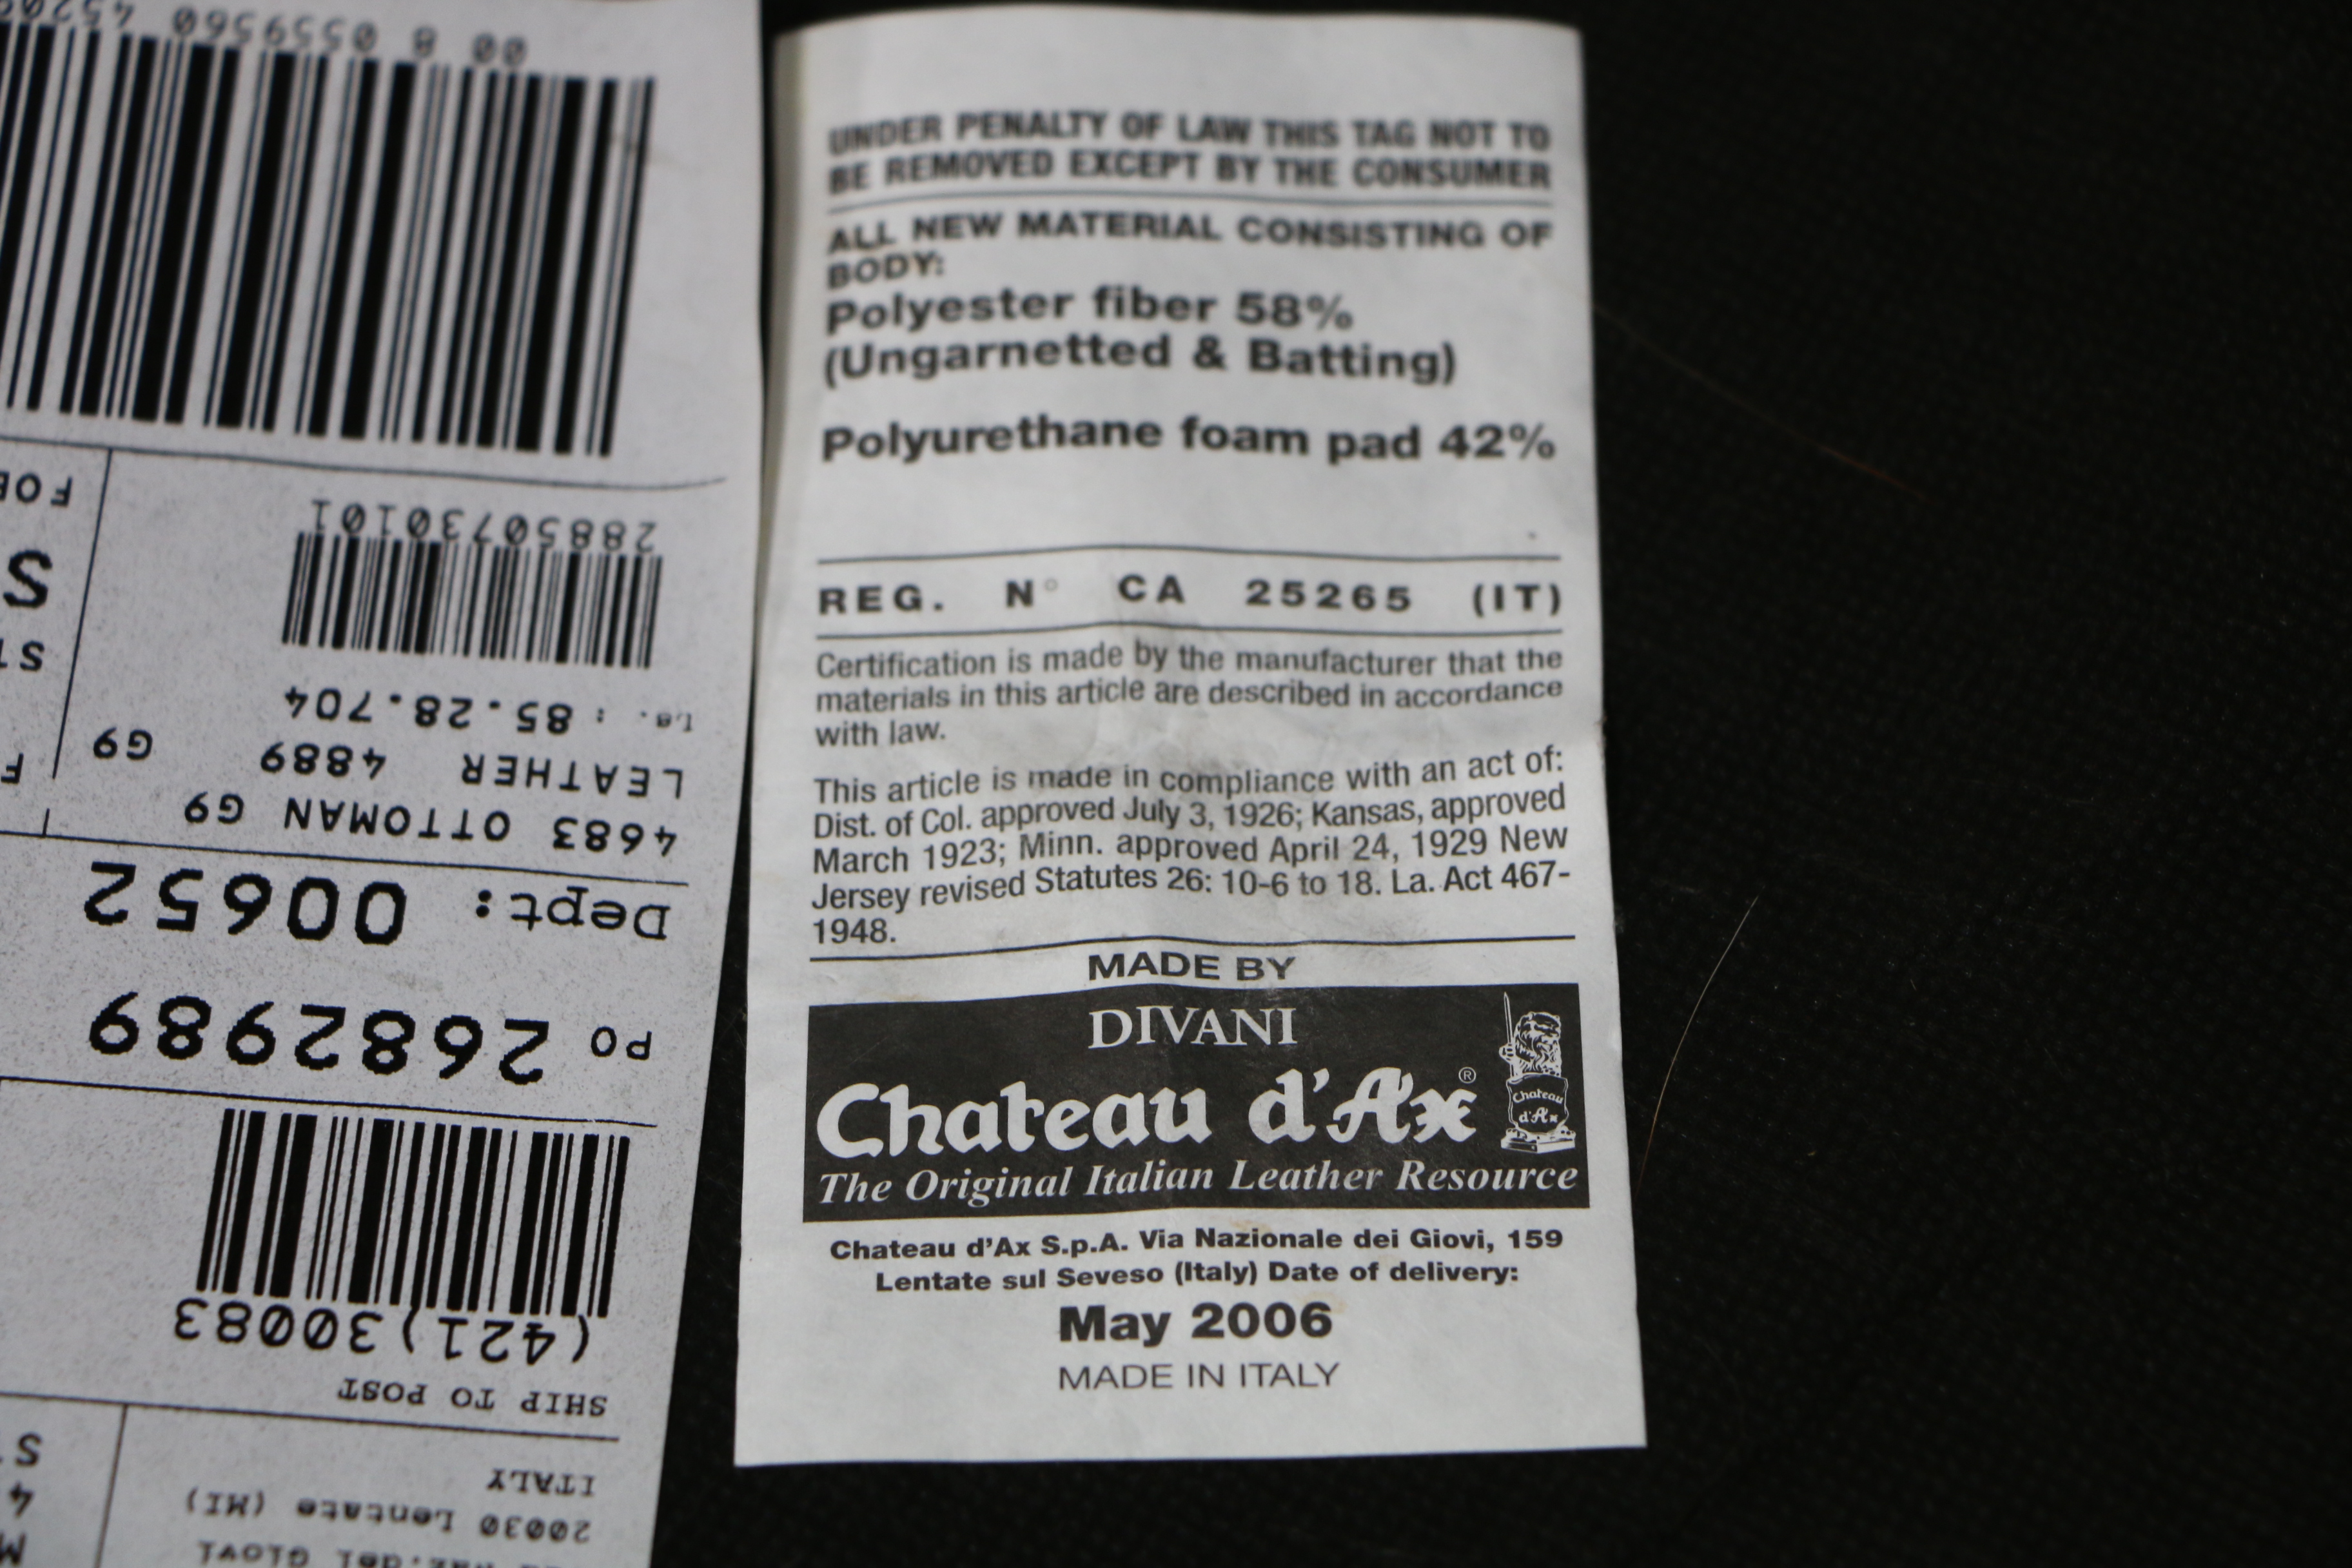 UNDER PENALTY OF LAW THIS TAG NOT TO
BE REMOVED EXCEPT BY THE CONSUMER
ALL NEW MATERIAL CONSISTING OF
BODY:
Polyester fiber 58%
(Ungarnetted & Batting)
Polyurethane foam pad 42%
REG. N° CA 25265 (IT)
Certification is made by the manufacturer that the
materials in this article are described in accordance
with law.
This article is made in compliance with an act of:
Dist. of Col. approved July 3, 1926; Kansas, approved
March 1923; Minn. approved April 24, 1929 New
Jersey revised Statutes 26: 10-6 to 18. La. Act 467-
1948.
MADE BY
DIVANI
Chateau d'Ax®
Chateau
d'Ax
The Original Italian Leather Resource
Chateau d'Ax S.p.A. Via Nazionale dei Giovi, 159
Lentate sul Seveso (Italy) Date of delivery:
May 2006
MADE IN ITALY
Giovi
20030 Lentate (MI)
ITALY
SHIP TO POST
(421)30083
PO 2682989
Dept: 00652
4683 OTTOMAN G9
LEATHER 4889 G9
: 85.28.704
28850730101
00 8 0559560